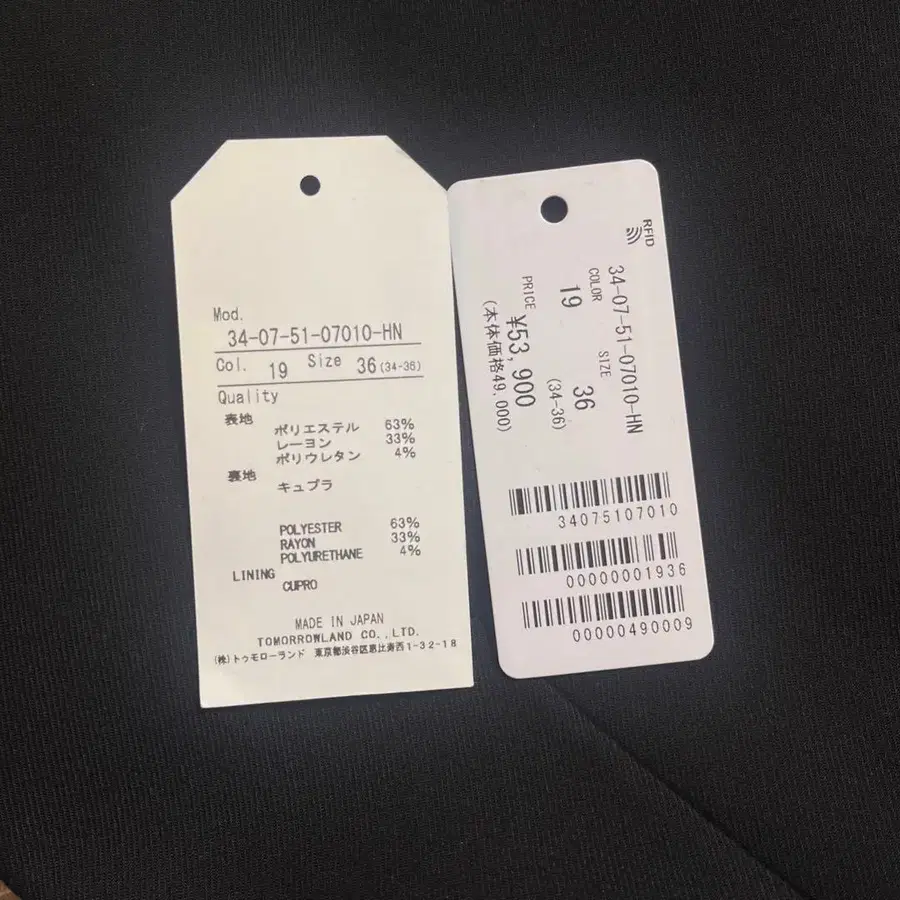 Mod.
34-07-51-07010-HN
Col. 19 Size 36(34-36)
Quality
表地
ポリエステル 63%
レーヨン 33%
ポリウレタン 4%
裏地
キュプラ
POLYESTER 63%
RAYON 33%
POLYURETHANE 4%
LINING
CUPRO
MADE IN JAPAN
TOMORROWLAND CO.,LTD.
(株)トゥモローランド 東京都渋谷区恵比寿西1-32-18
RFID
34-07-51-07010-HN
COLOR SIZE
19 36
(34-36)
PRICE ¥53,900
(本体価格49,000)
34075107010
00000001936
00000490009